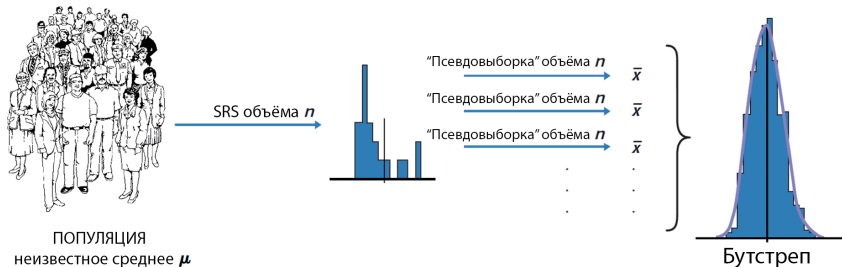 SRS объёма n
"Псевдовыборка" объёма n
x̄
"Псевдовыборка" объёма n
x̄
"Псевдовыборка" объёма n
x̄
ПОПУЛЯЦИЯ
неизвестное среднее μ
Бутстреп